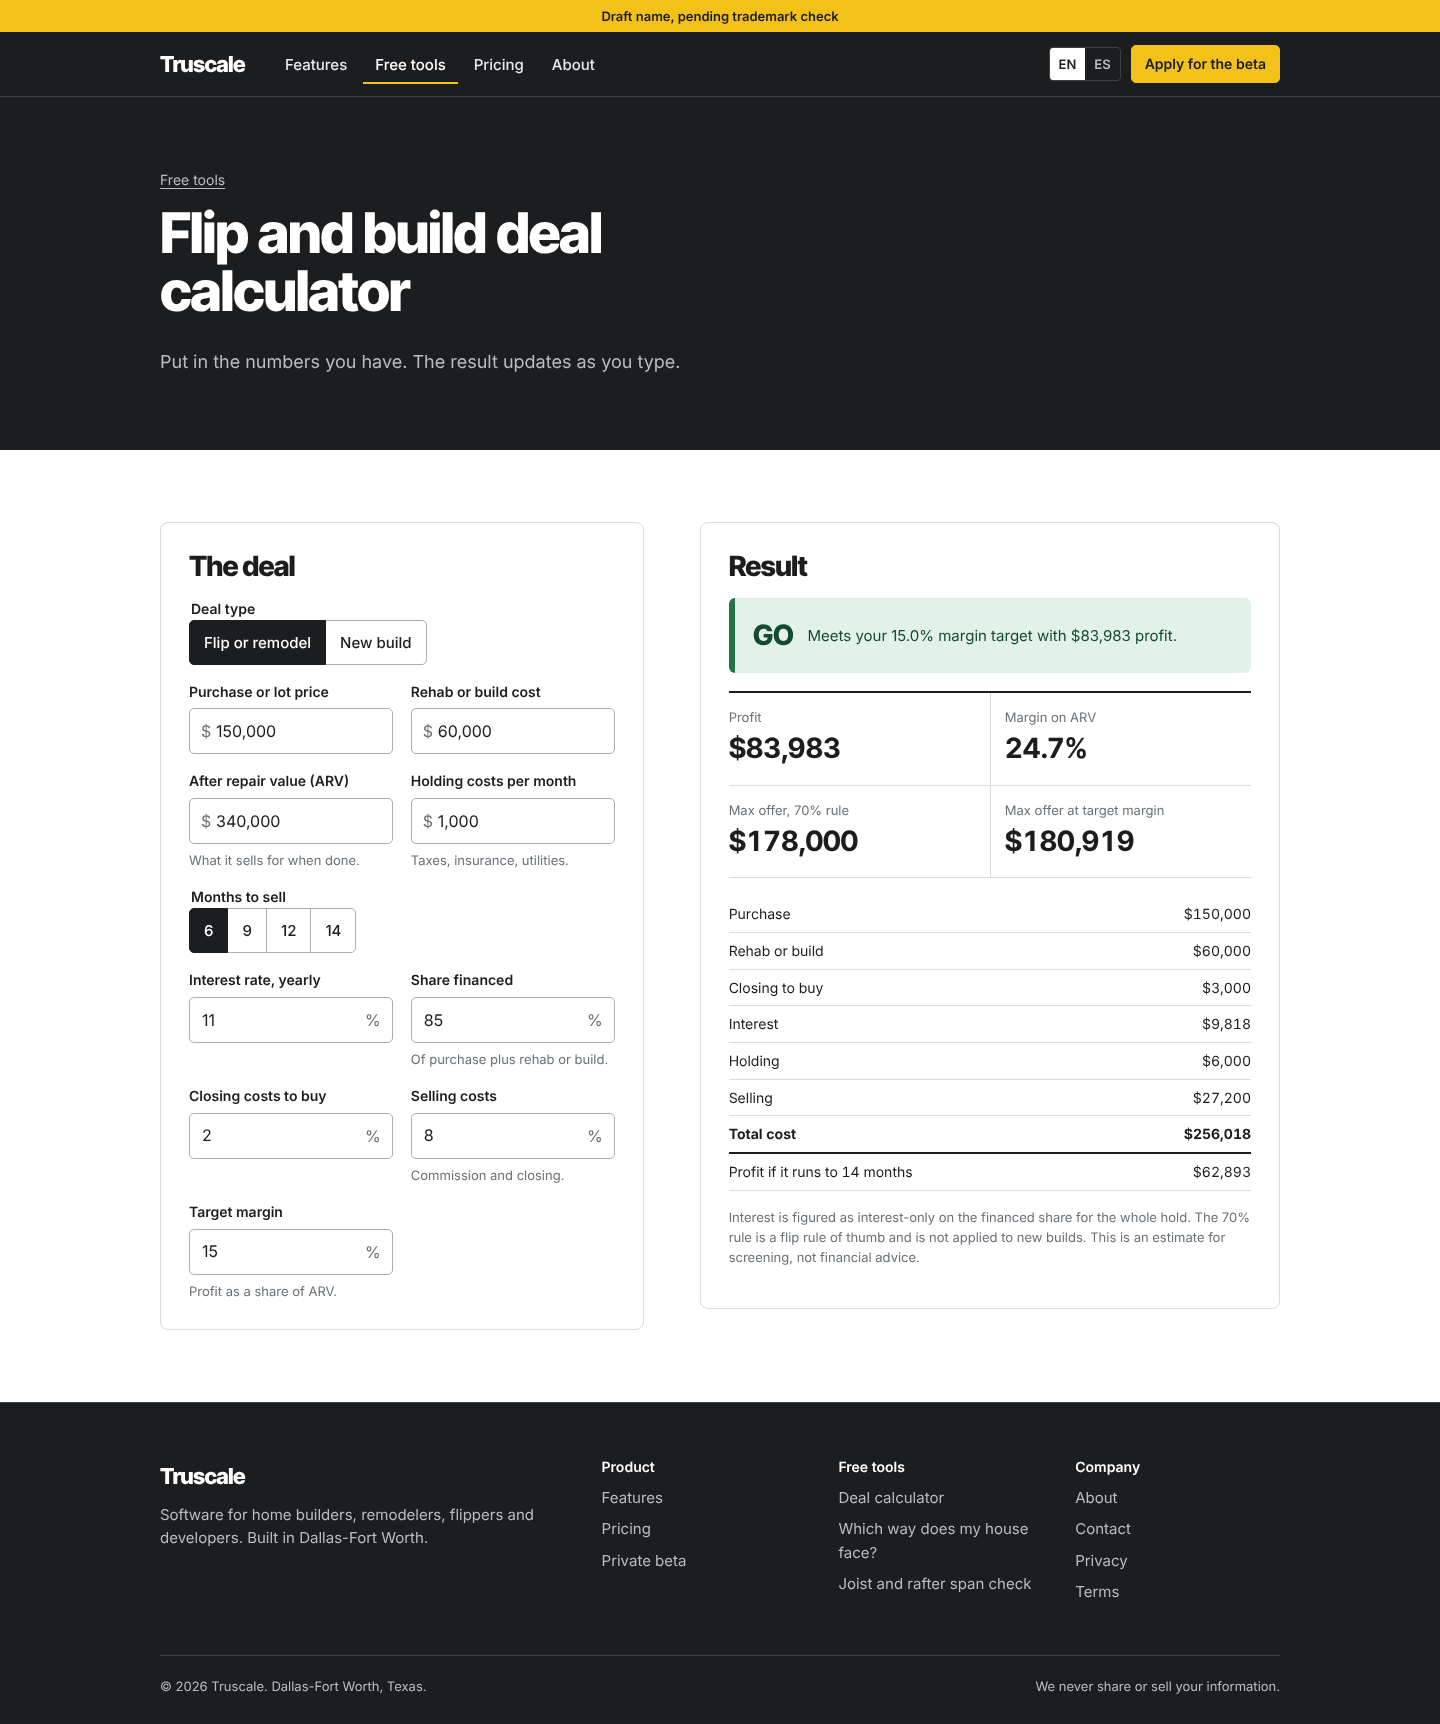 Draft name, pending trademark check
Truscale
Features
Free tools
Pricing
About
EN
ES
Apply for the beta
Free tools
Flip and build deal
calculator
Put in the numbers you have. The result updates as you type.
The deal
Deal type
Flip or remodel
New build
Purchase or lot price
Rehab or build cost
$ 150,000
$ 60,000
After repair value (ARV)
Holding costs per month
$ 340,000
$ 1,000
What it sells for when done.
Taxes, insurance, utilities.
Months to sell
6
9
12
14
Interest rate, yearly
Share financed
11 %
85 %
Of purchase plus rehab or build.
Closing costs to buy
Selling costs
2 %
8 %
Commission and closing.
Target margin
15 %
Profit as a share of ARV.
Result
GO Meets your 15.0% margin target with $83,983 profit.
Profit
Margin on ARV
$83,983
24.7%
Max offer, 70% rule
Max offer at target margin
$178,000
$180,919
Purchase $150,000
Rehab or build $60,000
Closing to buy $3,000
Interest $9,818
Holding $6,000
Selling $27,200
Total cost $256,018
Profit if it runs to 14 months $62,893
Interest is figured as interest-only on the financed share for the whole hold. The 70%
rule is a flip rule of thumb and is not applied to new builds. This is an estimate for
screening, not financial advice.
Truscale
Software for home builders, remodelers, flippers and
developers. Built in Dallas-Fort Worth.
Product
Features
Pricing
Private beta
Free tools
Deal calculator
Which way does my house
face?
Joist and rafter span check
Company
About
Contact
Privacy
Terms
© 2026 Truscale. Dallas-Fort Worth, Texas.
We never share or sell your information.